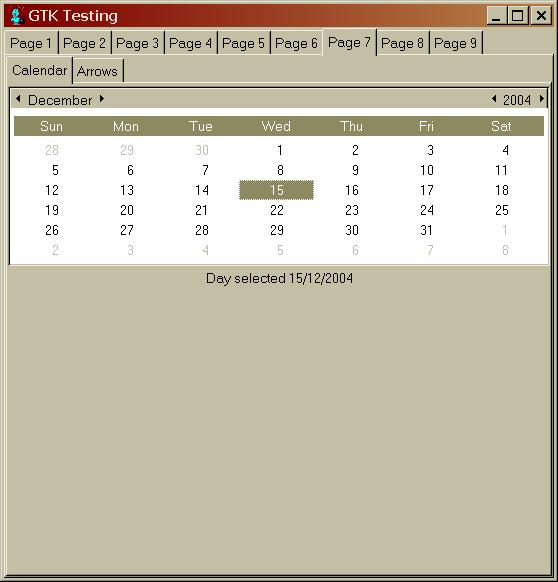 GTK Testing
Page 1 Page 2 Page 3 Page 4 Page 5 Page 6 Page 7 Page 8 Page 9
Calendar Arrows
December 2004
Sun Mon Tue Wed Thu Fri Sat
28 29 30 1 2 3 4
5 6 7 8 9 10 11
12 13 14 15 16 17 18
19 20 21 22 23 24 25
26 27 28 29 30 31 1
2 3 4 5 6 7 8
Day selected 15/12/2004